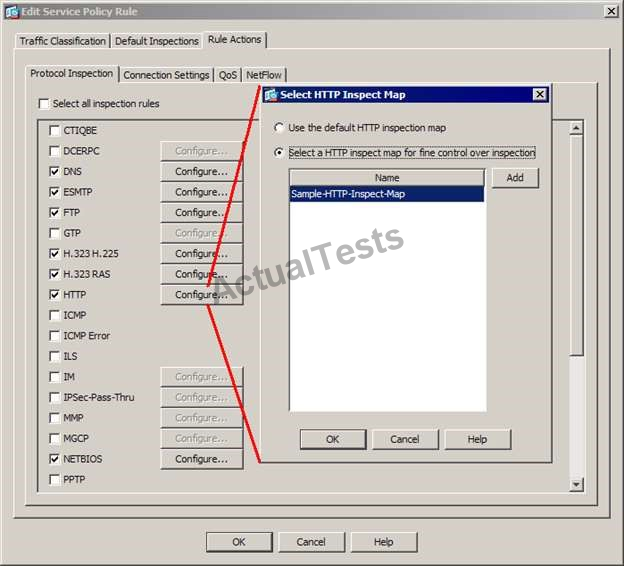 Edit Service Policy Rule
Traffic Classification Default Inspections Rule Actions
Protocol Inspection Connection Settings QoS NetFlow
Select all inspection rules
CTIQBE
DCERPC Configure...
DNS Configure...
ESMTP Configure...
FTP Configure...
GTP Configure...
H.323 H.225 Configure...
H.323 RAS Configure...
HTTP Configure...
ICMP
ICMP Error
ILS
IM Configure...
IPSec-Pass-Thru Configure...
MMP Configure...
MGCP Configure...
NETBIOS Configure...
PPTP
Select HTTP Inspect Map
Use the default HTTP inspection map
Select a HTTP inspect map for fine control over inspection
Name
Add
Sample-HTTP-Inspect-Map
OK Cancel Help
ActualTests
OK Cancel Help